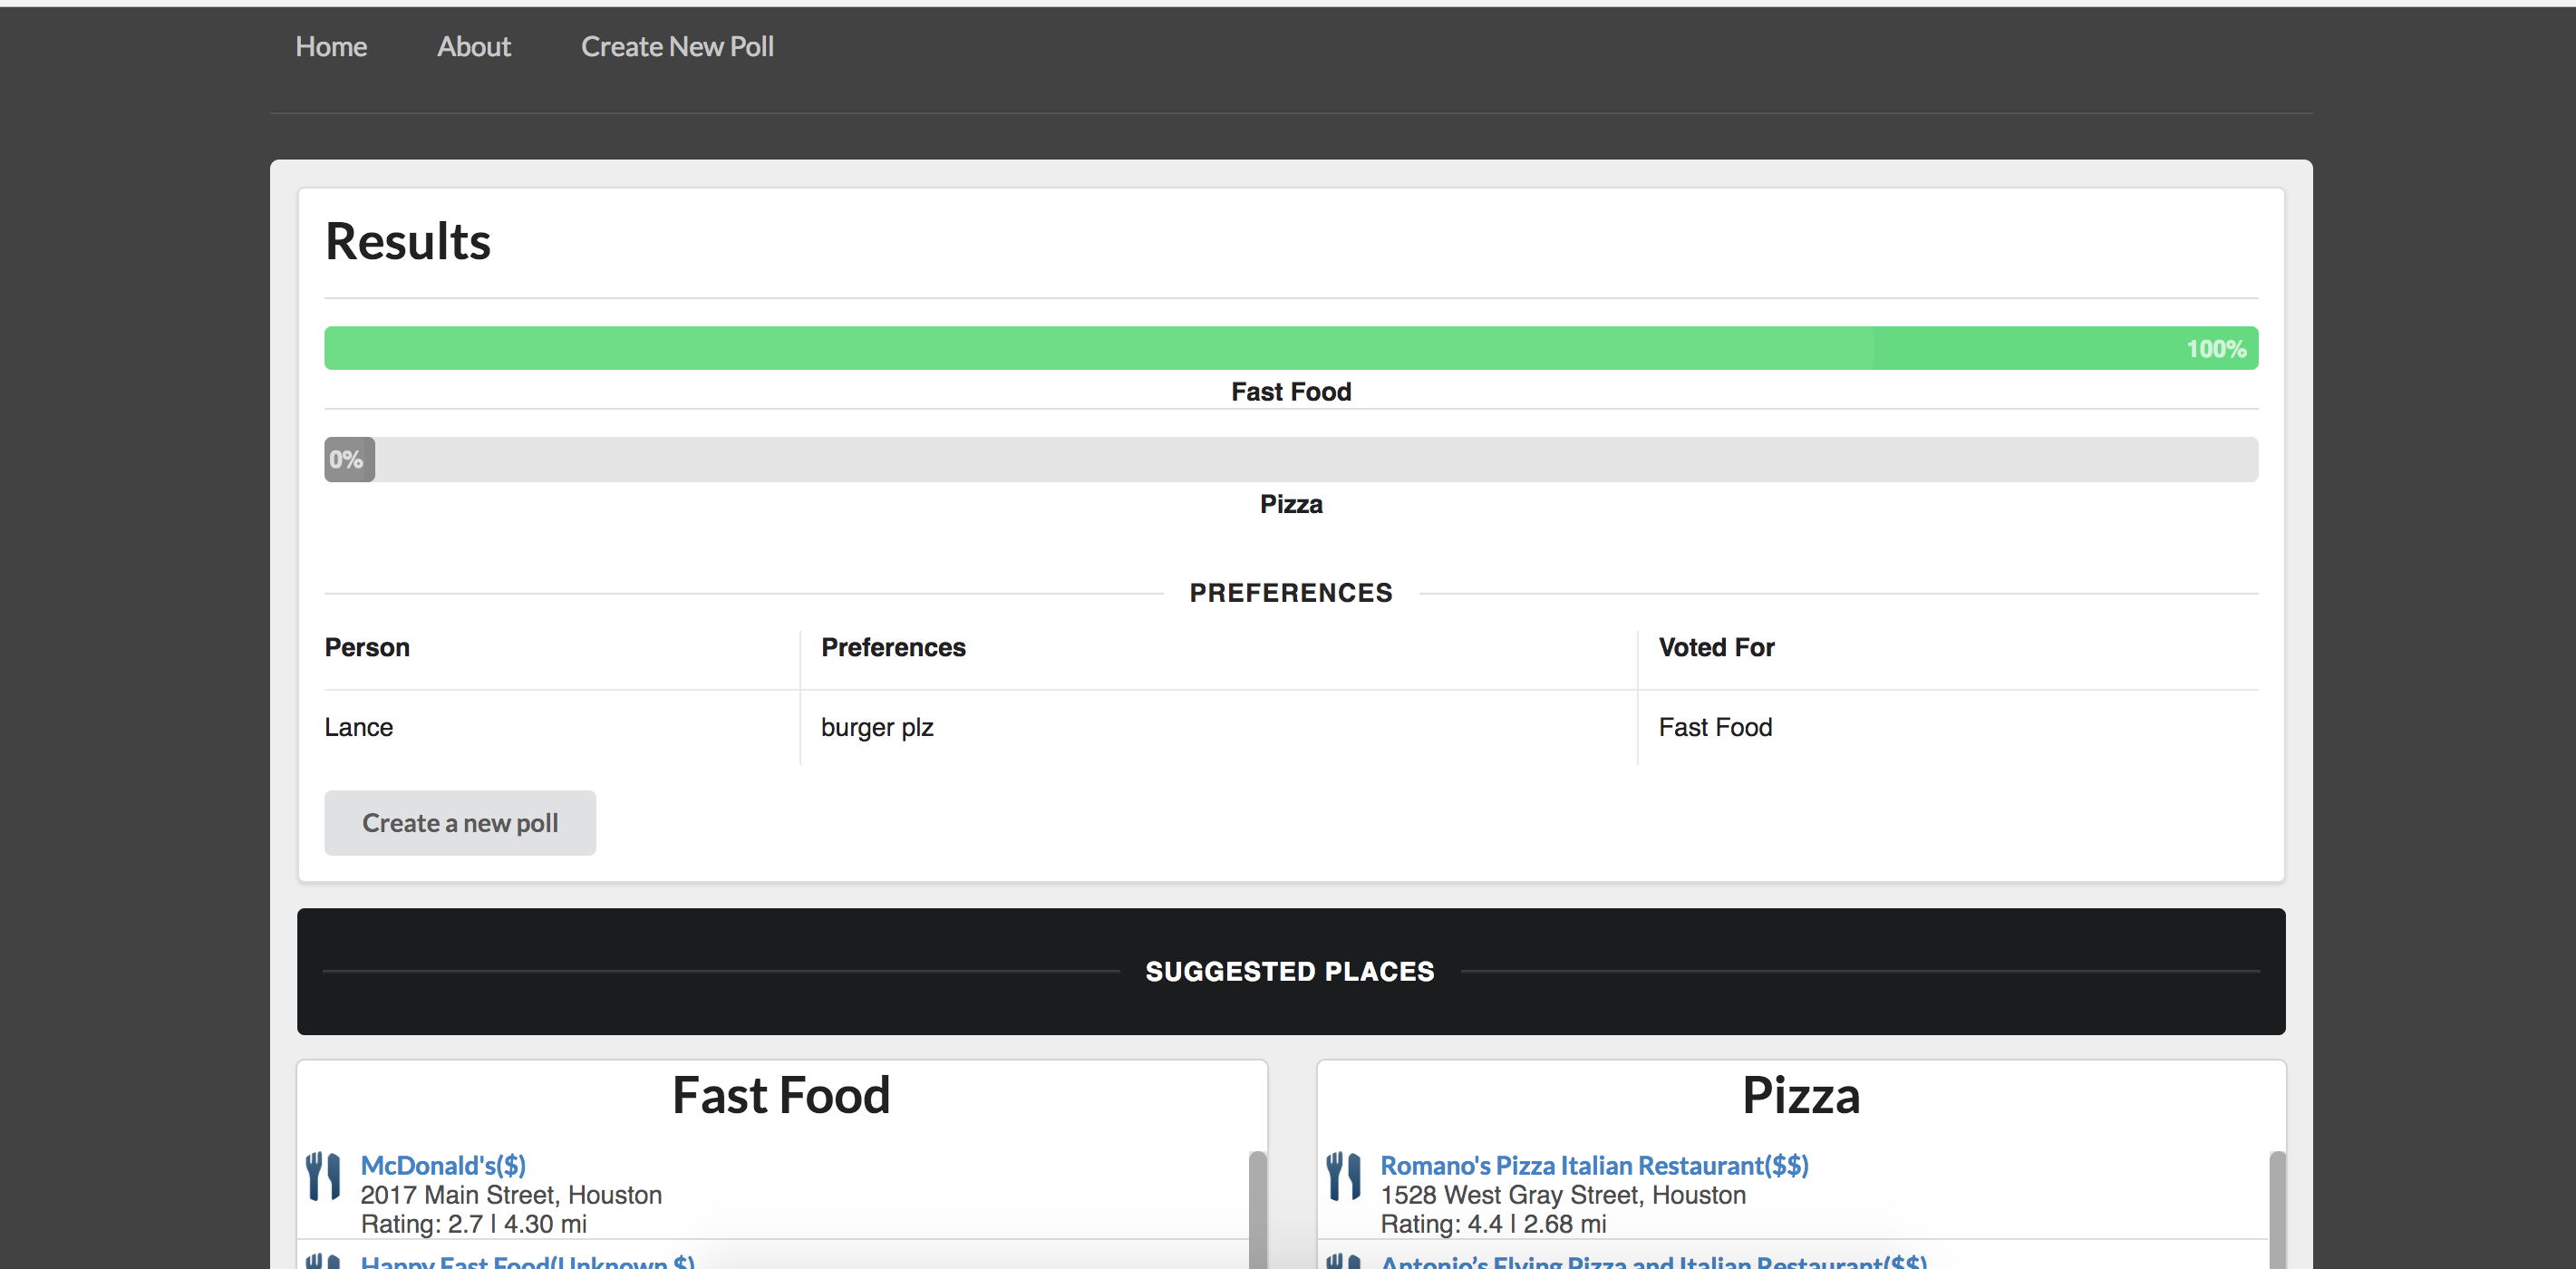 Home About Create New Poll
Results
100%
Fast Food
0%
Pizza
PREFERENCES
Person Preferences Voted For
Lance burger plz Fast Food
Create a new poll
SUGGESTED PLACES
Fast Food
McDonald's($)
2017 Main Street, Houston
Rating: 2.7 | 4.30 mi
Happy Fast Food(Unknown $)
Pizza
Romano's Pizza Italian Restaurant($$)
1528 West Gray Street, Houston
Rating: 4.4 | 2.68 mi
Antonio’s Flying Pizza and Italian Restaurant($$)